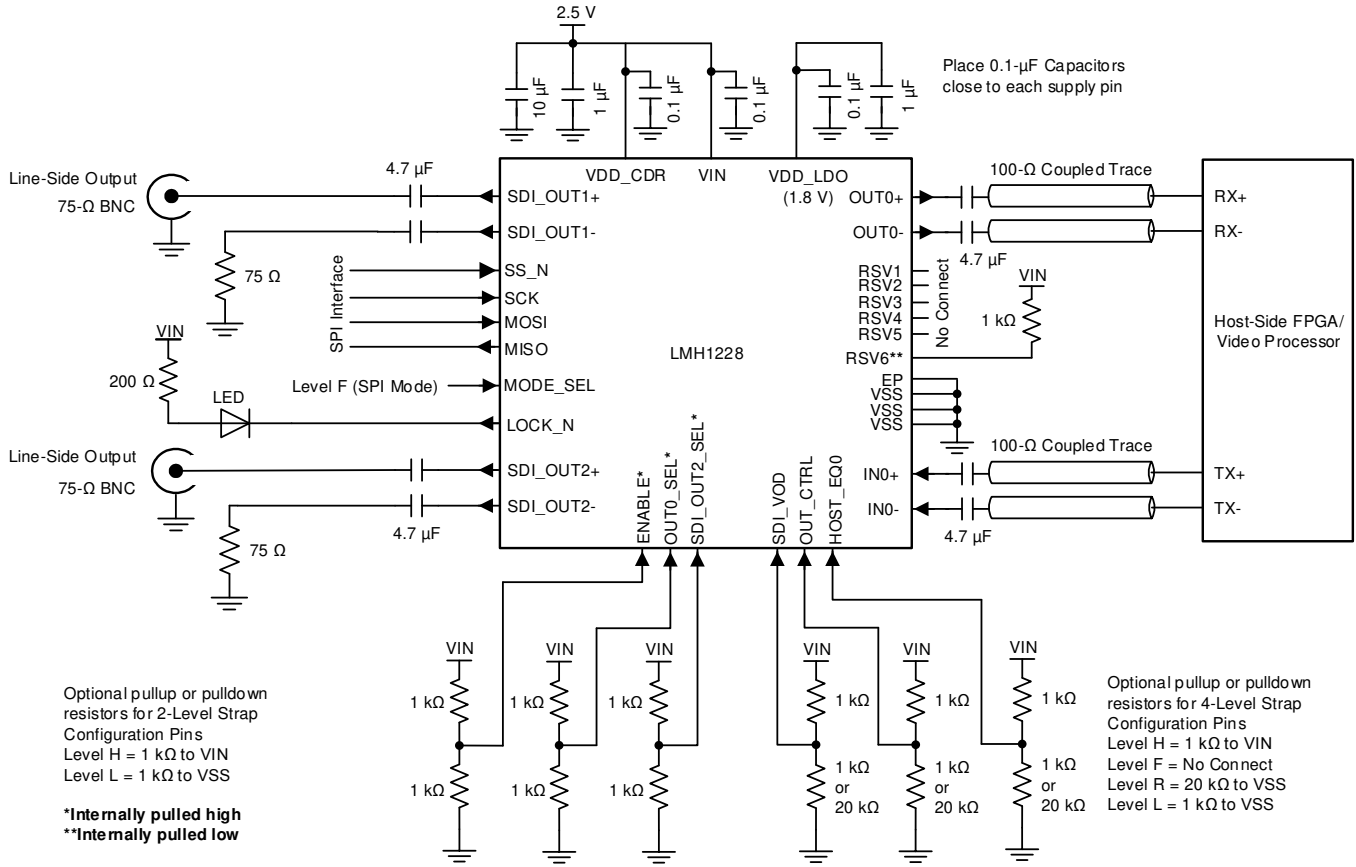 2.5 V
10 µF
1 µF
0.1 µF
0.1 µF
0.1 µF
1 µF
Place 0.1-µF Capacitors
close to each supply pin
Line-Side Output
75-Ω BNC
4.7 µF
VDD_CDR
VIN
VDD_LDO
(1.8 V)
SDI_OUT1+
SDI_OUT1-
75 Ω
SPI Interface
SS_N
SCK
MOSI
MISO
LMH1228
Level F (SPI Mode)
MODE_SEL
VIN
200 Ω
LED
LOCK_N
Line-Side Output
75-Ω BNC
SDI_OUT2+
SDI_OUT2-
4.7 µF
75 Ω
OUT0+
OUT0-
100-Ω Coupled Trace
4.7 µF
RX+
RX-
RSV1
RSV2
RSV3
RSV4
RSV5
No Connect
VIN
1 kΩ
RSV6**
EP
VSS
VSS
VSS
Host-Side FPGA/
Video Processor
100-Ω Coupled Trace
IN0+
IN0-
4.7 µF
TX+
TX-
ENABLE*
OUT0_SEL*
SDI_OUT2_SEL*
SDI_VOD
OUT_CTRL
HOST_EQ0
VIN
1 kΩ
1 kΩ
VIN
1 kΩ
1 kΩ
VIN
1 kΩ
1 kΩ
VIN
1 kΩ
1 kΩ
or
20 kΩ
VIN
1 kΩ
1 kΩ
or
20 kΩ
VIN
1 kΩ
1 kΩ
or
20 kΩ
Optional pullup or pulldown
resistors for 2-Level Strap
Configuration Pins
Level H = 1 kΩ to VIN
Level L = 1 kΩ to VSS
*Internally pulled high
**Internally pulled low
Optional pullup or pulldown
resistors for 4-Level Strap
Configuration Pins
Level H = 1 kΩ to VIN
Level F = No Connect
Level R = 20 kΩ to VSS
Level L = 1 kΩ to VSS